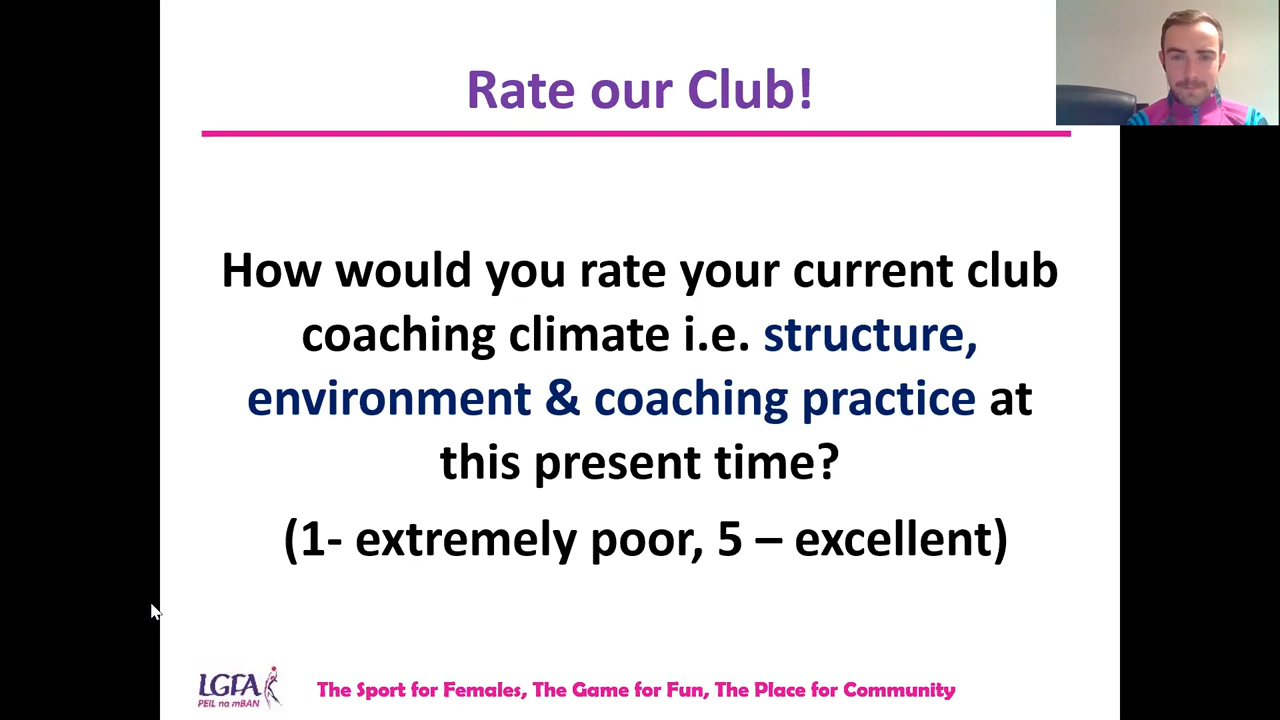 Rate our Club!
How would you rate your current club
coaching climate i.e. structure,
environment & coaching practice at
this present time?
(1- extremely poor, 5 – excellent)
LGFA
PEIL na mBAN
The Sport for Females, The Game for Fun, The Place for Community